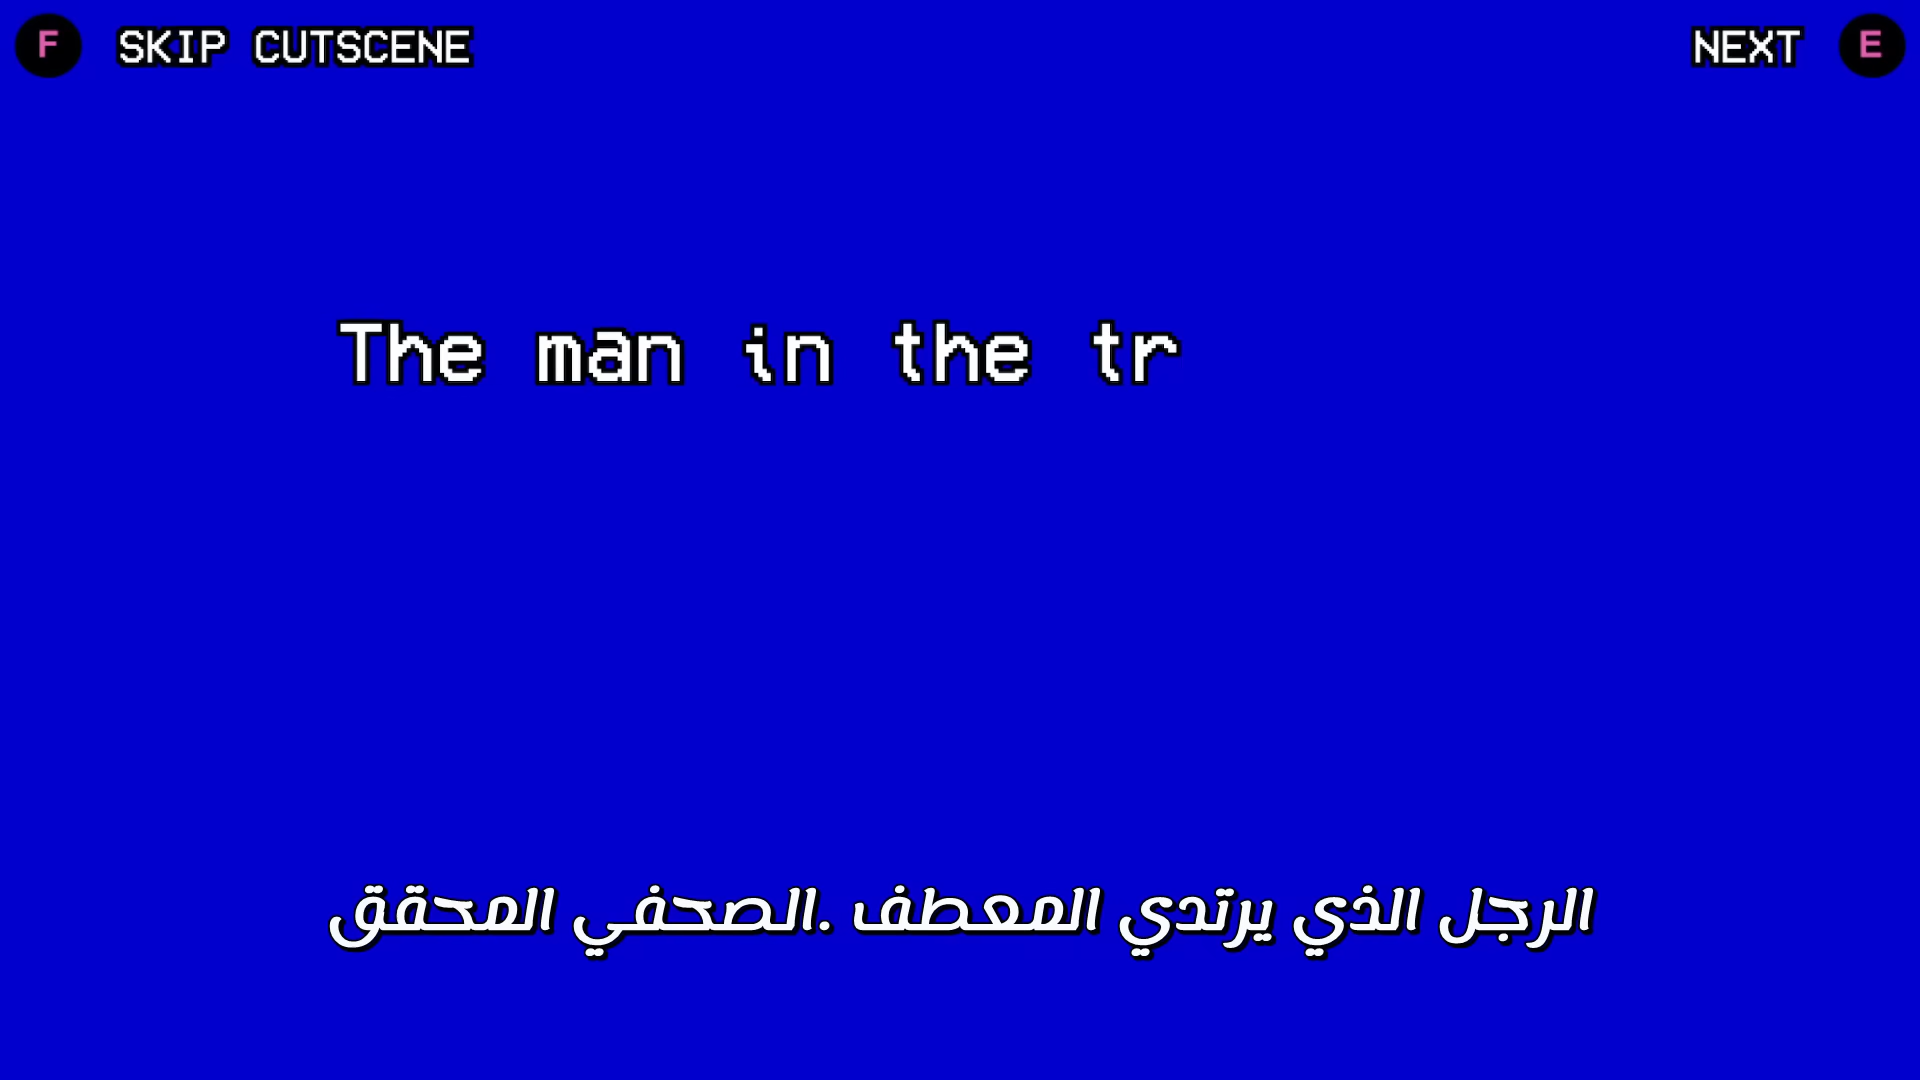 F SKIP CUTSCENE
NEXT E
The man in the tr
الرجل الذي يرتدي المعطف .الصحفي المحقق